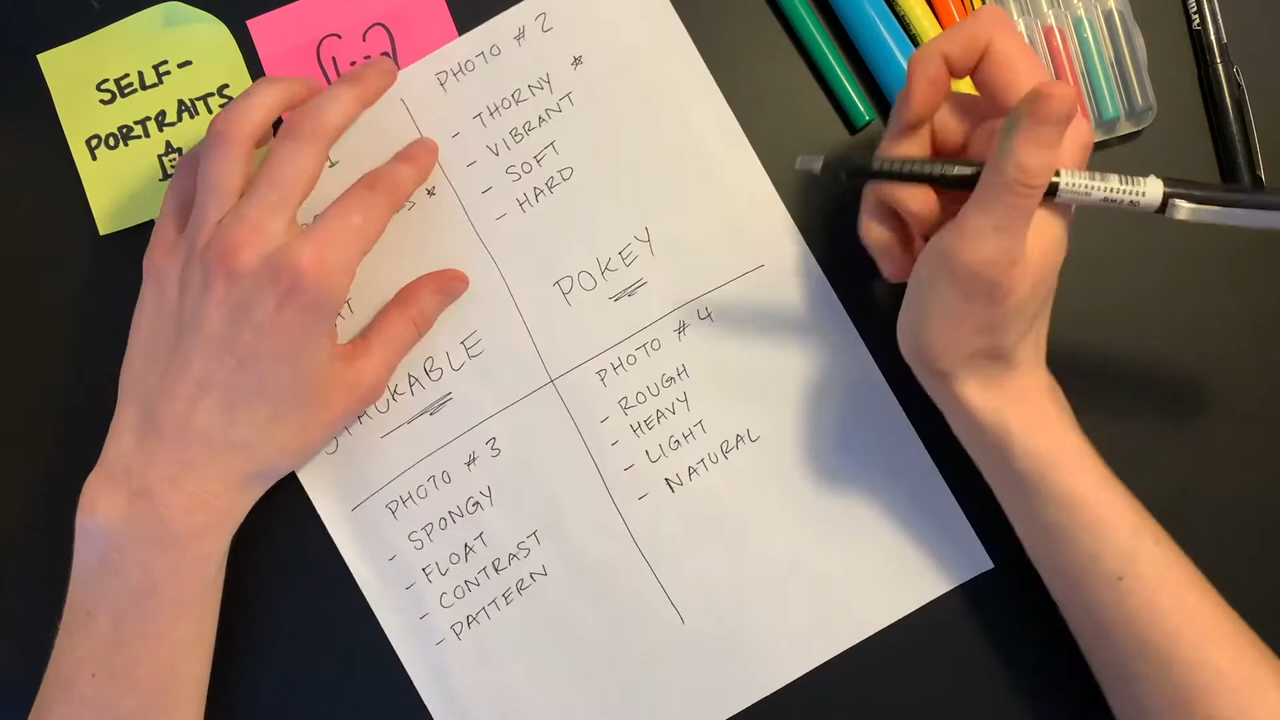 SELF-
PORTRAITS
1
PHOTO # 2
- THORNY *
- VIBRANT
- SOFT
- HARD
POKEY
STACKABLE
PHOTO # 3
- SPONGY
- FLOAT
- CONTRAST
- PATTERN
PHOTO # 4
- ROUGH
- HEAVY
- LIGHT
- NATURAL